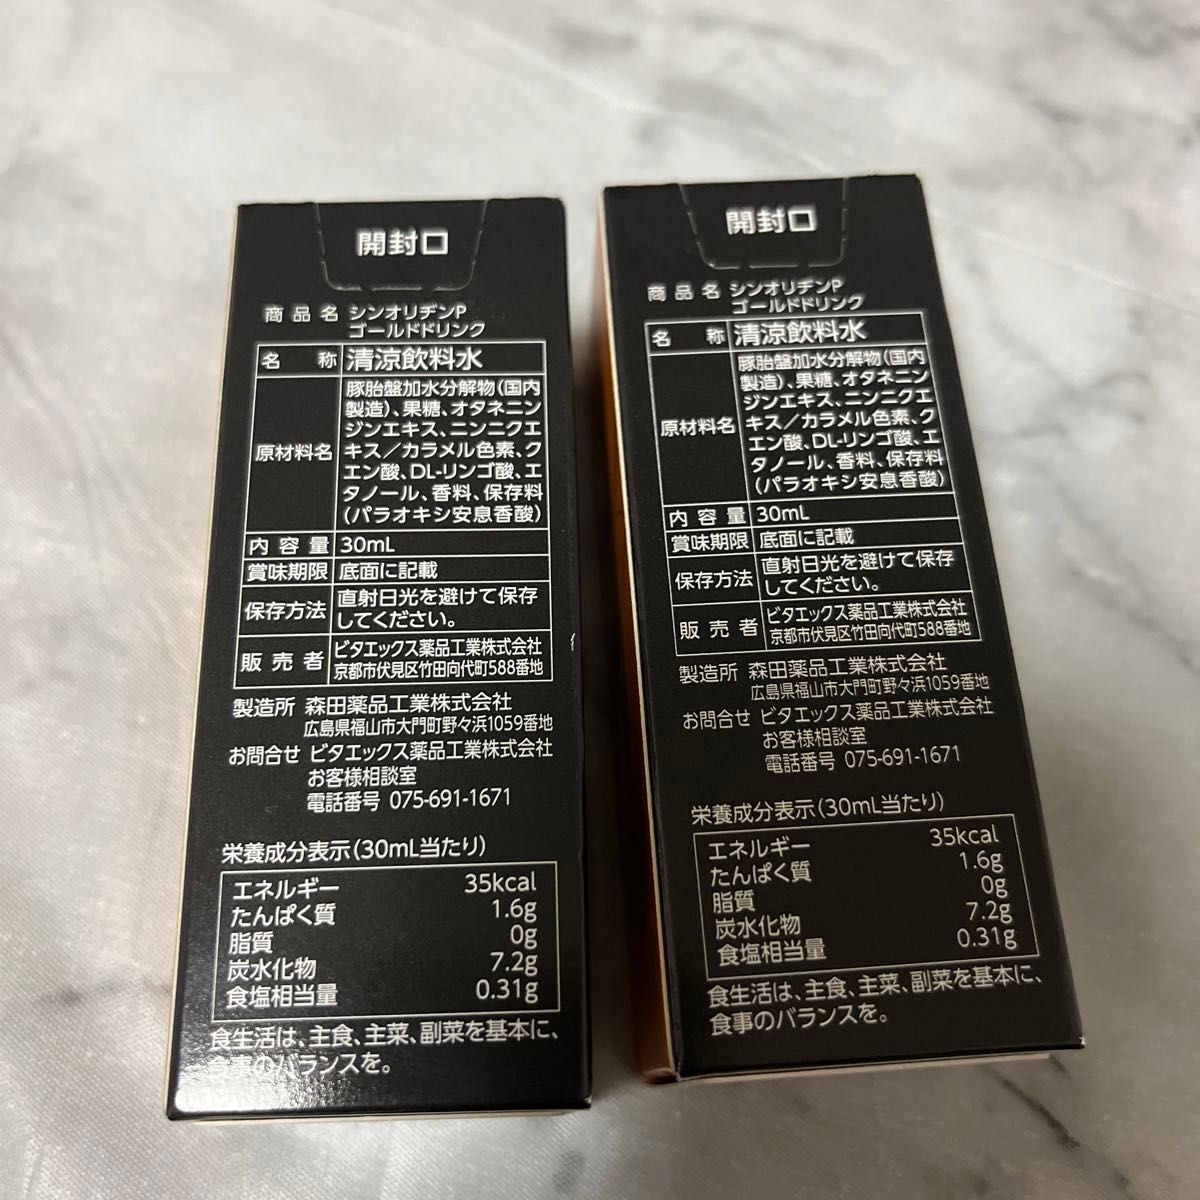 開封口
商品名 シンオリヂンP
ゴールドドリンク
名称 清涼飲料水
原材料名 豚胎盤加水分解物(国内
製造)、果糖、オタネニン
ジンエキス、ニンニクエ
キス/カラメル色素、ク
エン酸、DL-リンゴ酸、エ
タノール、香料、保存料
(パラオキシ安息香酸)
内容量 30mL
賞味期限 底面に記載
保存方法 直射日光を避けて保存
してください。
販売者 ビタエックス薬品工業株式会社
京都市伏見区竹田向代町588番地
製造所 森田薬品工業株式会社
広島県福山市大門町野々浜1059番地
お問合せ ビタエックス薬品工業株式会社
お客様相談室
電話番号 075-691-1671
栄養成分表示(30mL当たり)
エネルギー 35kcal
たんぱく質 1.6g
脂質 0g
炭水化物 7.2g
食塩相当量 0.31g
食生活は、主食、主菜、副菜を基本に、
食事のバランスを。
開封口
商品名 シンオリヂンP
ゴールドドリンク
名称 清涼飲料水
原材料名 豚胎盤加水分解物(国内
製造)、果糖、オタネニン
ジンエキス、ニンニクエ
キス/カラメル色素、ク
エン酸、DL-リンゴ酸、エ
タノール、香料、保存料
(パラオキシ安息香酸)
内容量 30mL
賞味期限 底面に記載
保存方法 直射日光を避けて保存
してください。
販売者 ビタエックス薬品工業株式会社
京都市伏見区竹田向代町588番地
製造所 森田薬品工業株式会社
広島県福山市大門町野々浜1059番地
お問合せ ビタエックス薬品工業株式会社
お客様相談室
電話番号 075-691-1671
栄養成分表示(30mL当たり)
エネルギー 35kcal
たんぱく質 1.6g
脂質 0g
炭水化物 7.2g
食塩相当量 0.31g
食生活は、主食、主菜、副菜を基本に、
食事のバランスを。